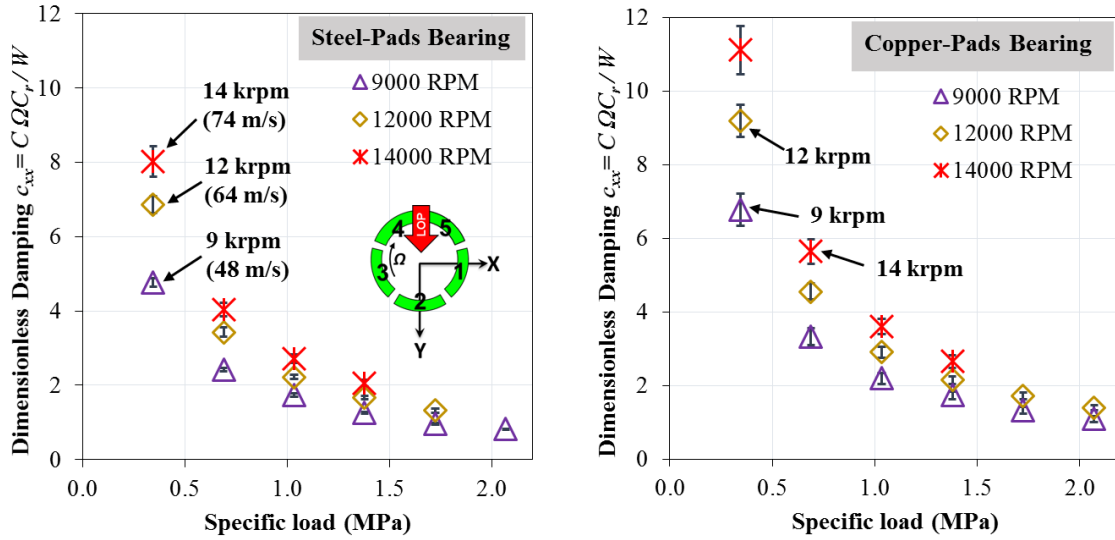 Dimensionless Damping cxx= C ΩCr / W
12
10
8
6
4
2
0
Steel-Pads Bearing
9000 RPM
12000 RPM
14000 RPM
14 krpm
(74 m/s)
12 krpm
(64 m/s)
9 krpm
(48 m/s)
LOP
4
5
3
Ω
1
2
X
Y
0.0
0.5
1.0
1.5
2.0
Specific load (MPa)
Dimensionless Damping cxx= C ΩCr / W
12
10
8
6
4
2
0
Copper-Pads Bearing
9000 RPM
12000 RPM
14000 RPM
12 krpm
9 krpm
14 krpm
0.0
0.5
1.0
1.5
2.0
Specific load (MPa)